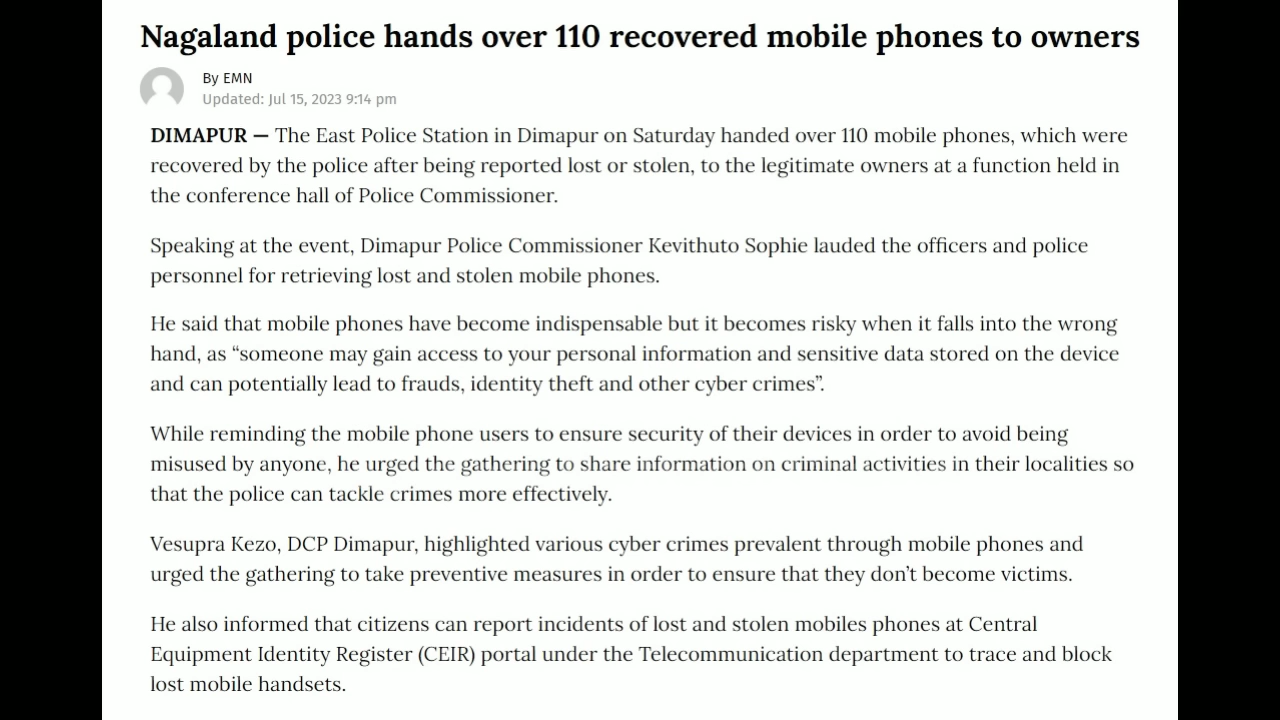 Nagaland police hands over 110 recovered mobile phones to owners
By EMN
Updated: Jul 15, 2023 9:14 pm
DIMAPUR — The East Police Station in Dimapur on Saturday handed over 110 mobile phones, which were
recovered by the police after being reported lost or stolen, to the legitimate owners at a function held in
the conference hall of Police Commissioner.
Speaking at the event, Dimapur Police Commissioner Kevithuto Sophie lauded the officers and police
personnel for retrieving lost and stolen mobile phones.
He said that mobile phones have become indispensable but it becomes risky when it falls into the wrong
hand, as “someone may gain access to your personal information and sensitive data stored on the device
and can potentially lead to frauds, identity theft and other cyber crimes”.
While reminding the mobile phone users to ensure security of their devices in order to avoid being
misused by anyone, he urged the gathering to share information on criminal activities in their localities so
that the police can tackle crimes more effectively.
Vesupra Kezo, DCP Dimapur, highlighted various cyber crimes prevalent through mobile phones and
urged the gathering to take preventive measures in order to ensure that they don’t become victims.
He also informed that citizens can report incidents of lost and stolen mobiles phones at Central
Equipment Identity Register (CEIR) portal under the Telecommunication department to trace and block
lost mobile handsets.